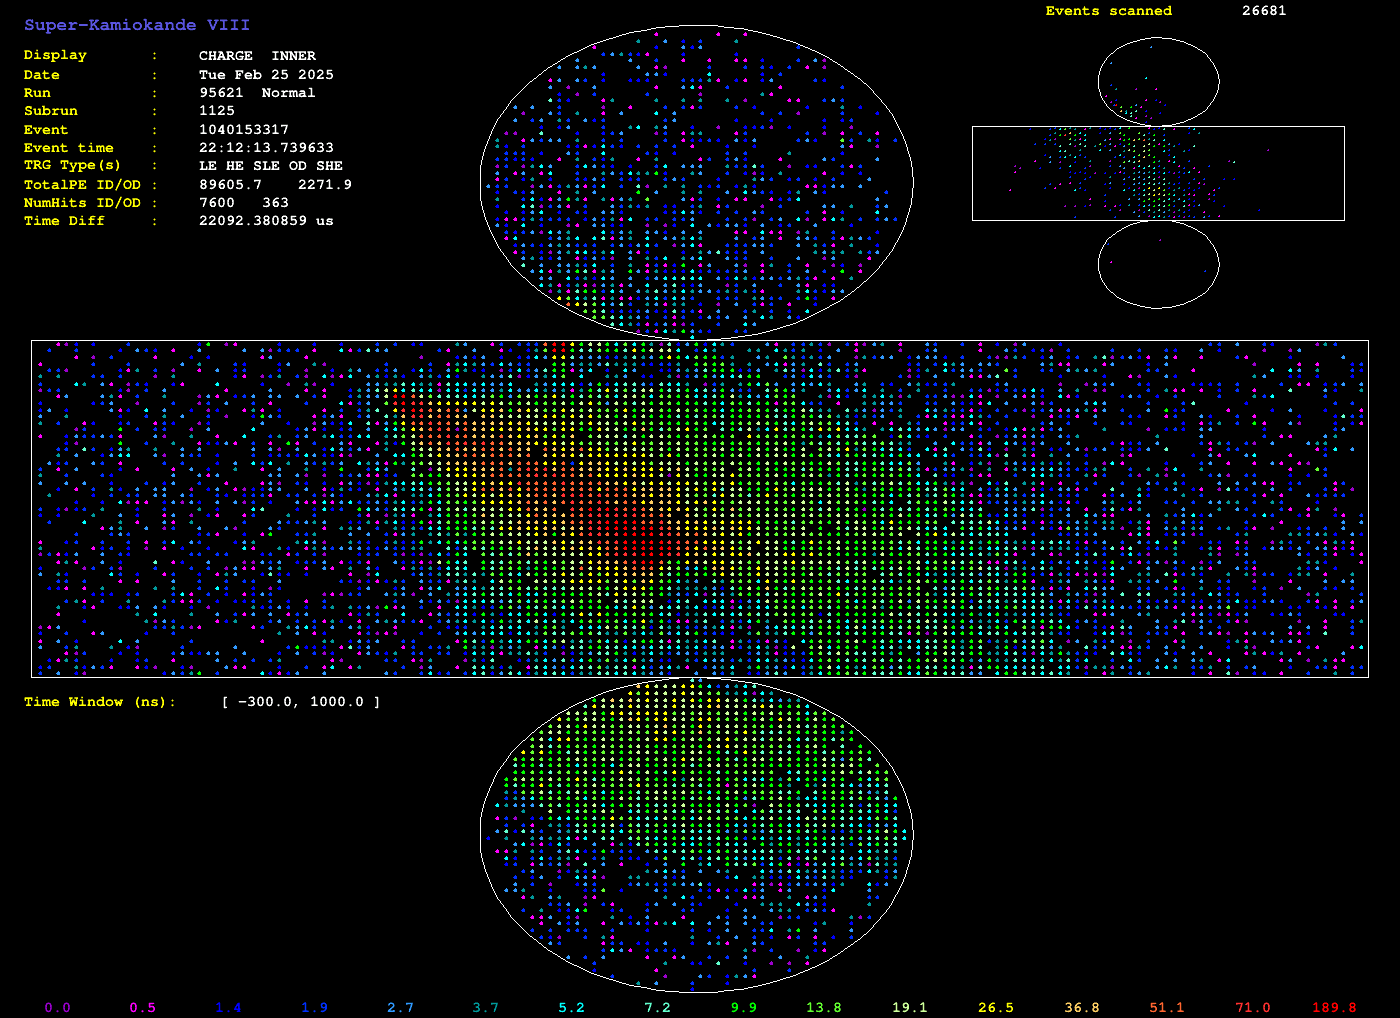 Super-Kamiokande VIII
Events scanned 26681
Display : CHARGE INNER
Date : Tue Feb 25 2025
Run : 95621 Normal
Subrun : 1125
Event : 1040153317
Event time : 22:12:13.739633
TRG Type(s) : LE HE SLE OD SHE
TotalPE ID/OD : 89605.7 2271.9
NumHits ID/OD : 7600 363
Time Diff : 22092.380859 us
Time Window (ns): [ -300.0, 1000.0 ]
0.0 0.5 1.4 1.9 2.7 3.7 5.2 7.2 9.9 13.8 19.1 26.5 36.8 51.1 71.0 189.8